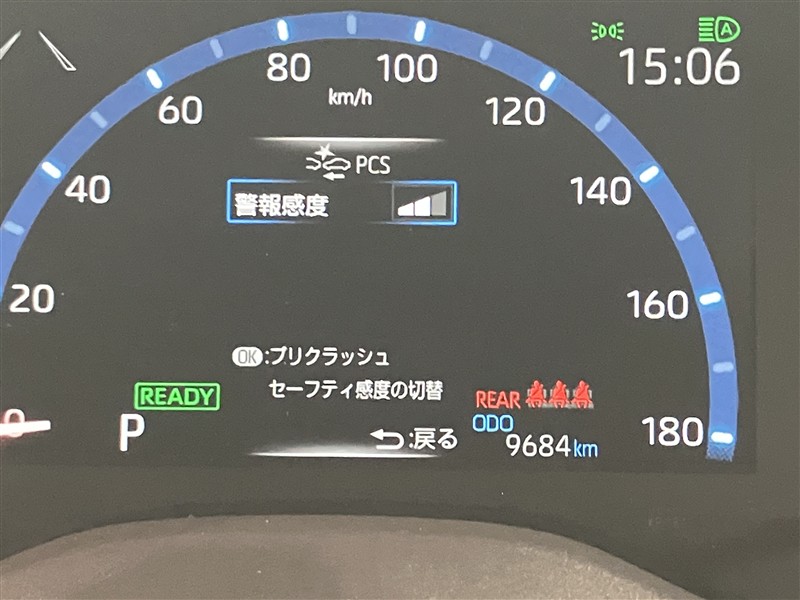 15:06
80
100
km/h
60
120
PCS
40
警報感度
140
20
160
OK:プリクラッシュ
セーフティ感度の切替
READY
REAR
0
P
ODO
180
:戻る
9684km